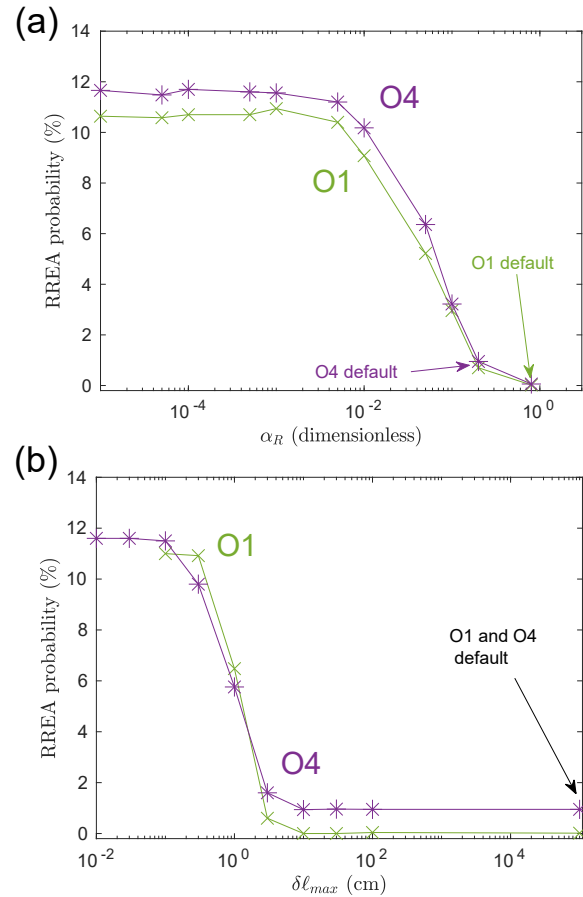 (a)
14
12
10
8
6
4
2
0
RREA probability (%)
O4
O1
O1 default
O4 default
10^-4
10^-2
10^0
α_R (dimensionless)
(b)
14
12
10
8
6
4
2
0
RREA probability (%)
O1
O4
O1 and O4
default
10^-2
10^0
10^2
10^4
δℓ_max (cm)